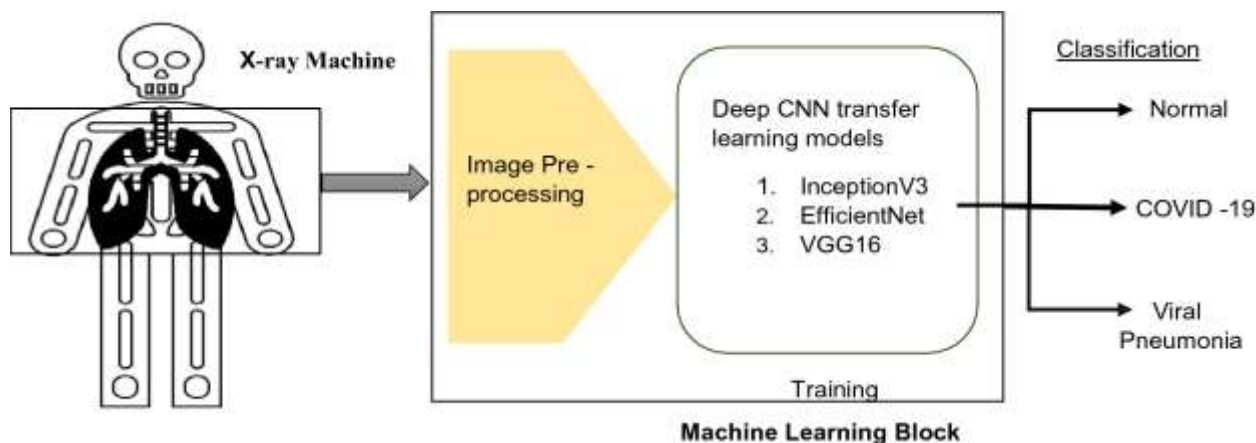 X-ray Machine
Image Pre -
processing
Deep CNN transfer
learning models
1. InceptionV3
2. EfficientNet
3. VGG16
Training
Machine Learning Block
Classification
Normal
COVID -19
Viral
Pneumonia